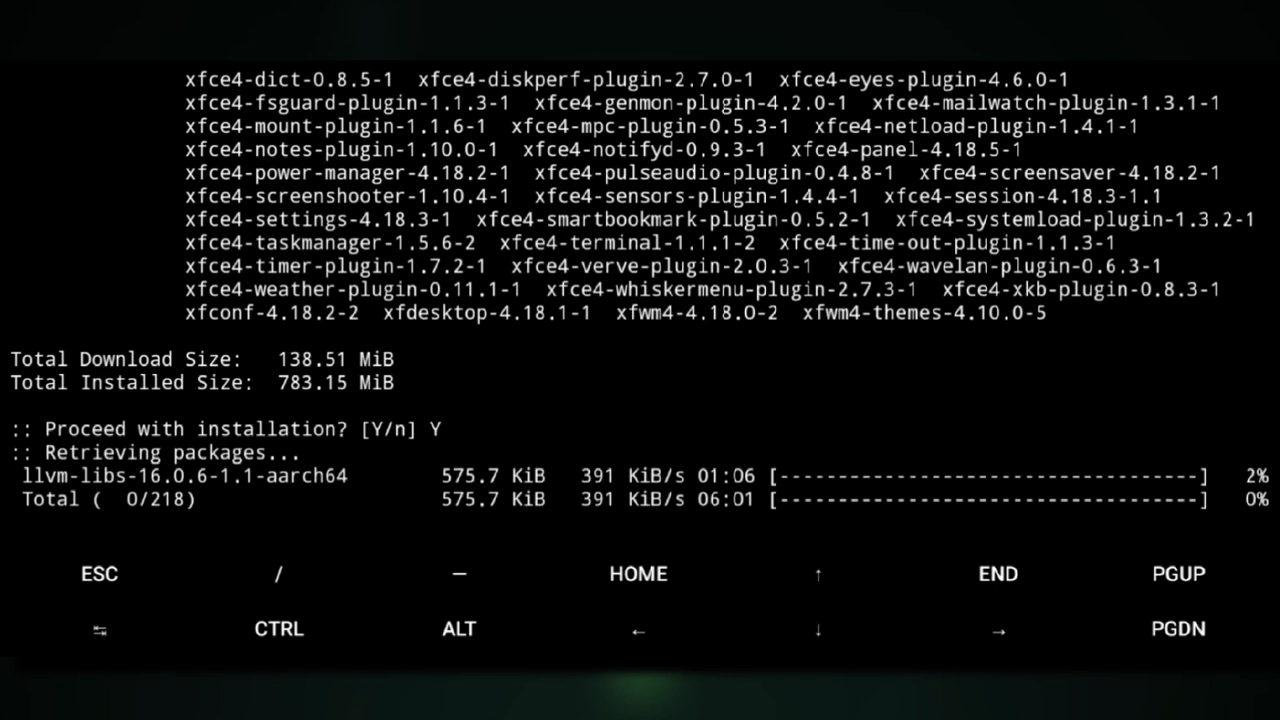 xfce4-dict-0.8.5-1 xfce4-diskperf-plugin-2.7.0-1 xfce4-eyes-plugin-4.6.0-1
xfce4-fsguard-plugin-1.1.3-1 xfce4-genmon-plugin-4.2.0-1 xfce4-mailwatch-plugin-1.3.1-1
xfce4-mount-plugin-1.1.6-1 xfce4-mpc-plugin-0.5.3-1 xfce4-netload-plugin-1.4.1-1
xfce4-notes-plugin-1.10.0-1 xfce4-notifyd-0.9.3-1 xfce4-panel-4.18.5-1
xfce4-power-manager-4.18.2-1 xfce4-pulseaudio-plugin-0.4.8-1 xfce4-screensaver-4.18.2-1
xfce4-screenshooter-1.10.4-1 xfce4-sensors-plugin-1.4.4-1 xfce4-session-4.18.3-1.1
xfce4-settings-4.18.3-1 xfce4-smartbookmark-plugin-0.5.2-1 xfce4-systemload-plugin-1.3.2-1
xfce4-taskmanager-1.5.6-2 xfce4-terminal-1.1.1-2 xfce4-time-out-plugin-1.1.3-1
xfce4-timer-plugin-1.7.2-1 xfce4-verve-plugin-2.0.3-1 xfce4-wavelan-plugin-0.6.3-1
xfce4-weather-plugin-0.11.1-1 xfce4-whiskermenu-plugin-2.7.3-1 xfce4-xkb-plugin-0.8.3-1
xfconf-4.18.2-2 xfdesktop-4.18.1-1 xfwm4-4.18.0-2 xfwm4-themes-4.10.0-5
Total Download Size: 138.51 MiB
Total Installed Size: 783.15 MiB
:: Proceed with installation? [Y/n] Y
:: Retrieving packages...
llvm-libs-16.0.6-1.1-aarch64 575.7 KiB 391 KiB/s 01:06 [-------------------------------------] 2%
Total ( 0/218) 575.7 KiB 391 KiB/s 06:01 [-------------------------------------] 0%
ESC / — HOME ↑ END PGUP
↹ CTRL ALT ← ↓ → PGDN